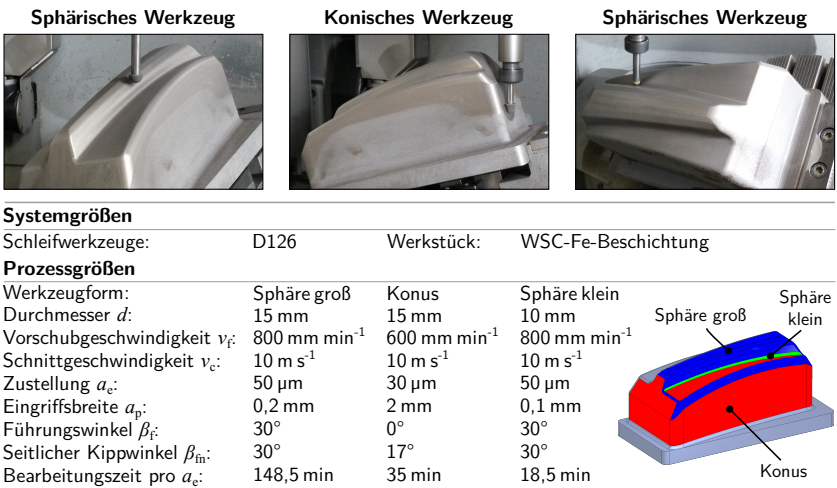 Sphärisches Werkzeug Konisches Werkzeug Sphärisches Werkzeug
Systemgrößen
Schleifwerkzeuge: D126 Werkstück: WSC-Fe-Beschichtung
Prozessgrößen
Werkzeugform: Sphäre groß Konus Sphäre klein
Durchmesser d: 15 mm 15 mm 10 mm
Vorschubgeschwindigkeit vf: 800 mm min-1 600 mm min-1 800 mm min-1
Schnittgeschwindigkeit vc: 10 m s-1 10 m s-1 10 m s-1
Zustellung ae: 50 µm 30 µm 50 µm
Eingriffsbreite ap: 0,2 mm 2 mm 0,1 mm
Führungswinkel βf: 30° 0° 30°
Seitlicher Kippwinkel βfn: 30° 17° 30°
Bearbeitungszeit pro ae: 148,5 min 35 min 18,5 min
Sphäre groß
Sphäre
klein
Konus